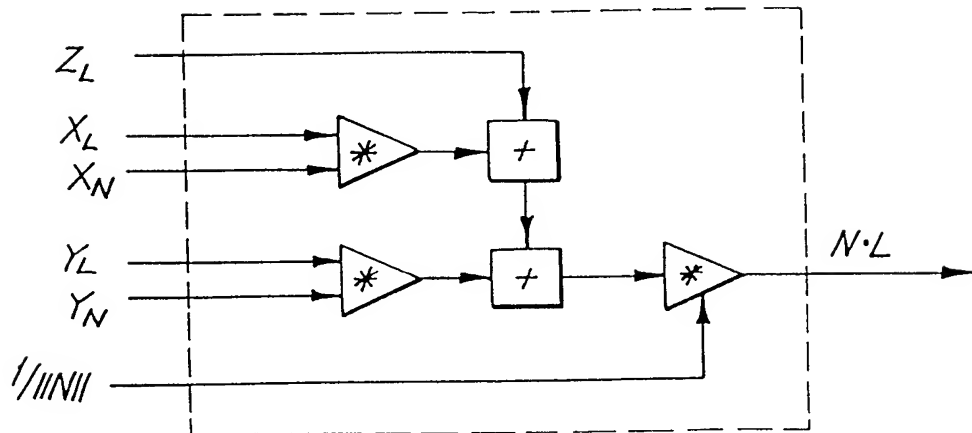 Z_L
X_L
*
+
X_N
Y_L
N·L
*
+
*
Y_N
1/||N||